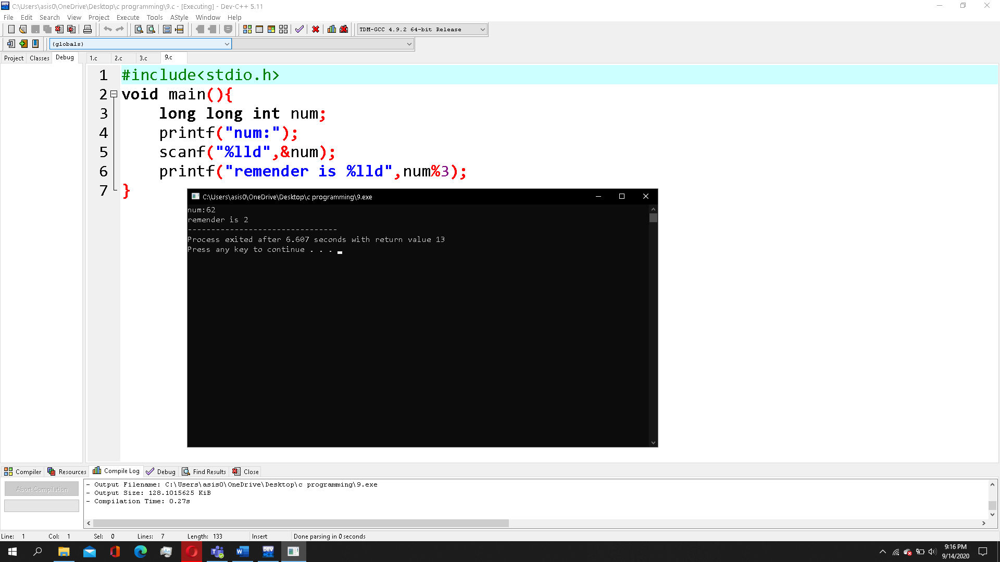 C:\Users\asis0\OneDrive\Desktop\c programming\9.c - [Executing] - Dev-C++ 5.11
File Edit Search View Project Execute Tools AStyle Window Help
TDM-GCC 4.9.2 64-bit Release
(globals)
Project Classes Debug 1.c 2.c 3.c 9.c
1 #include<stdio.h>
2 void main(){
3 long long int num;
4 printf("num:");
5 scanf("%lld",&num);
6 printf("remender is %lld",num%3);
7 }
C:\Users\asis0\OneDrive\Desktop\c programming\9.exe
num:62
remender is 2
--------------------------------
Process exited after 6.607 seconds with return value 13
Press any key to continue . . .
Compiler Resources Compile Log Debug Find Results Close
Abort Compilation
- Output Filename: C:\Users\asis0\OneDrive\Desktop\c programming\9.exe
- Output Size: 128.1015625 KiB
- Compilation Time: 0.27s
Line: 1 Col: 1 Sel: 0 Lines: 7 Length: 133 Insert Done parsing in 0 seconds
DEV
9:16 PM
9/14/2020